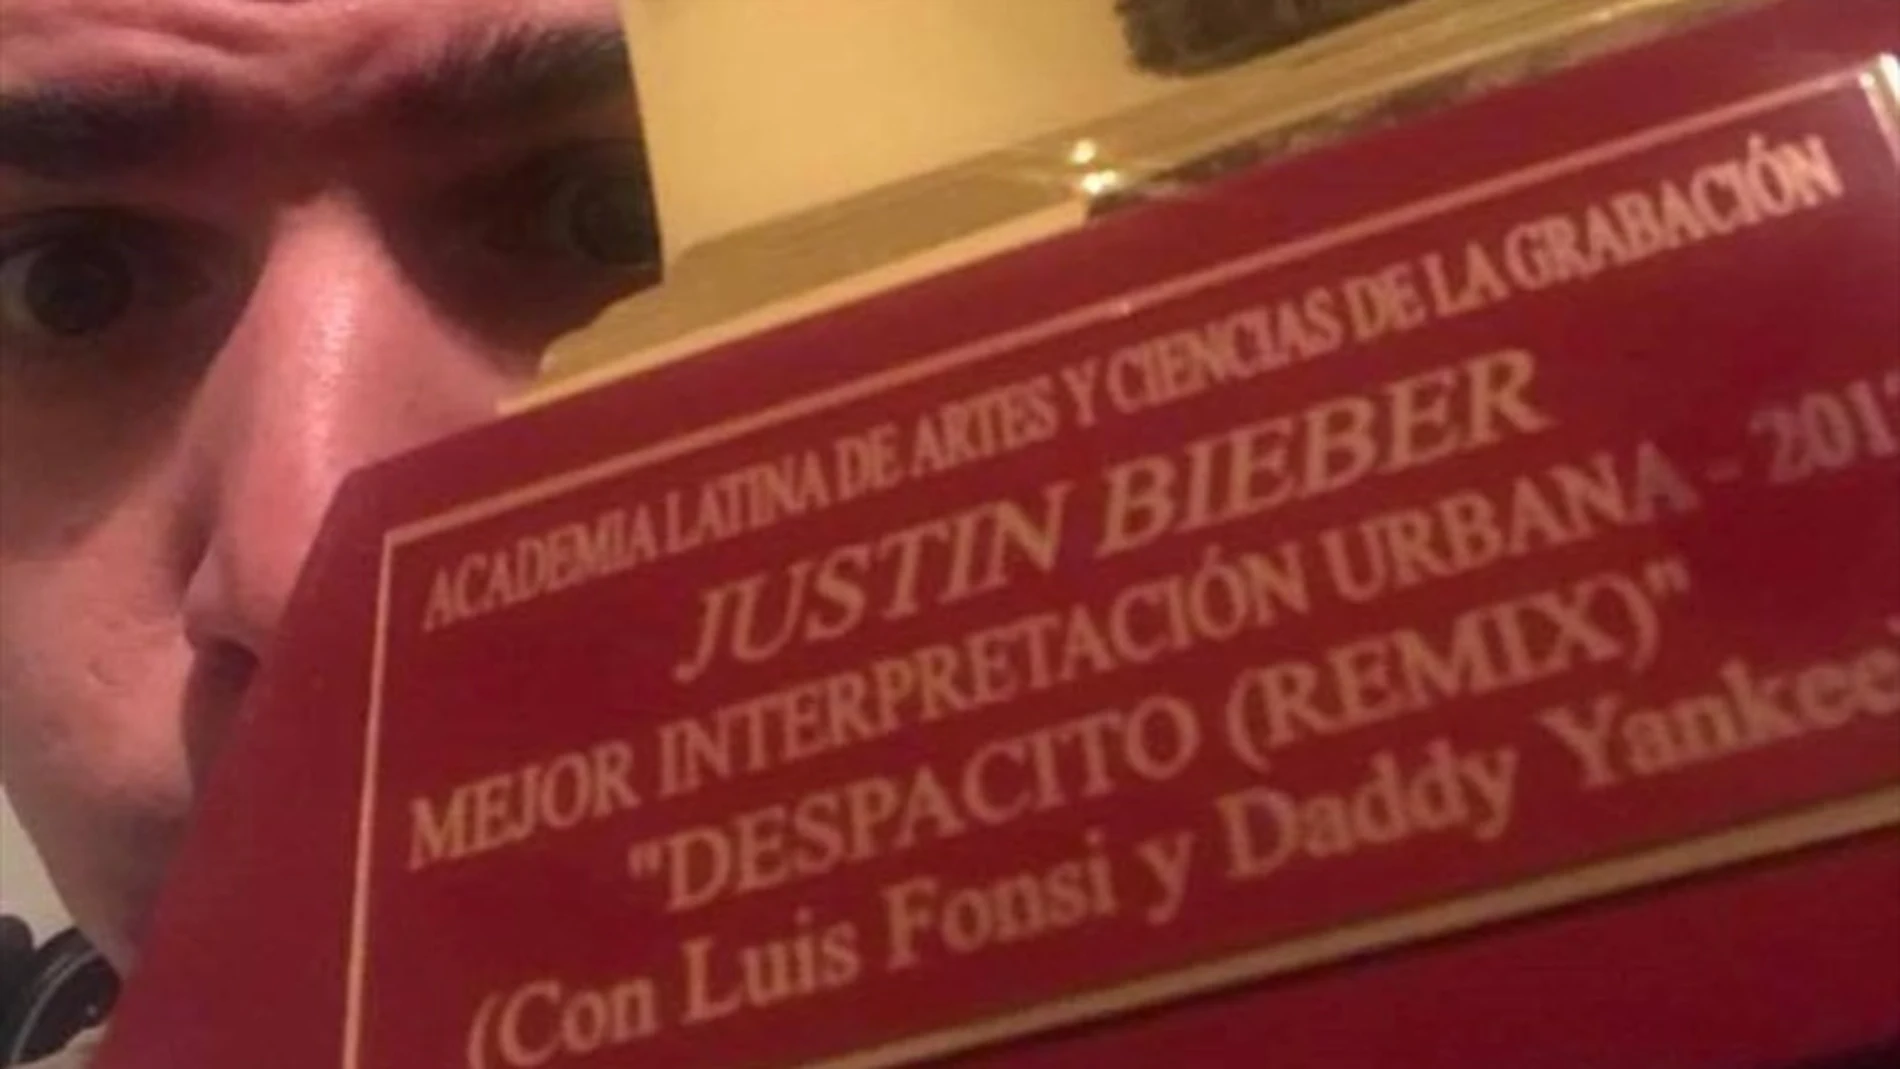 ACADEMIA LATINA DE ARTES Y CIENCIAS DE LA GRABACIÓN
JUSTIN BIEBER
MEJOR INTERPRETACIÓN URBANA -
"DESPACITO (REMIX)"
(Con Luis Fonsi y Daddy Yankee